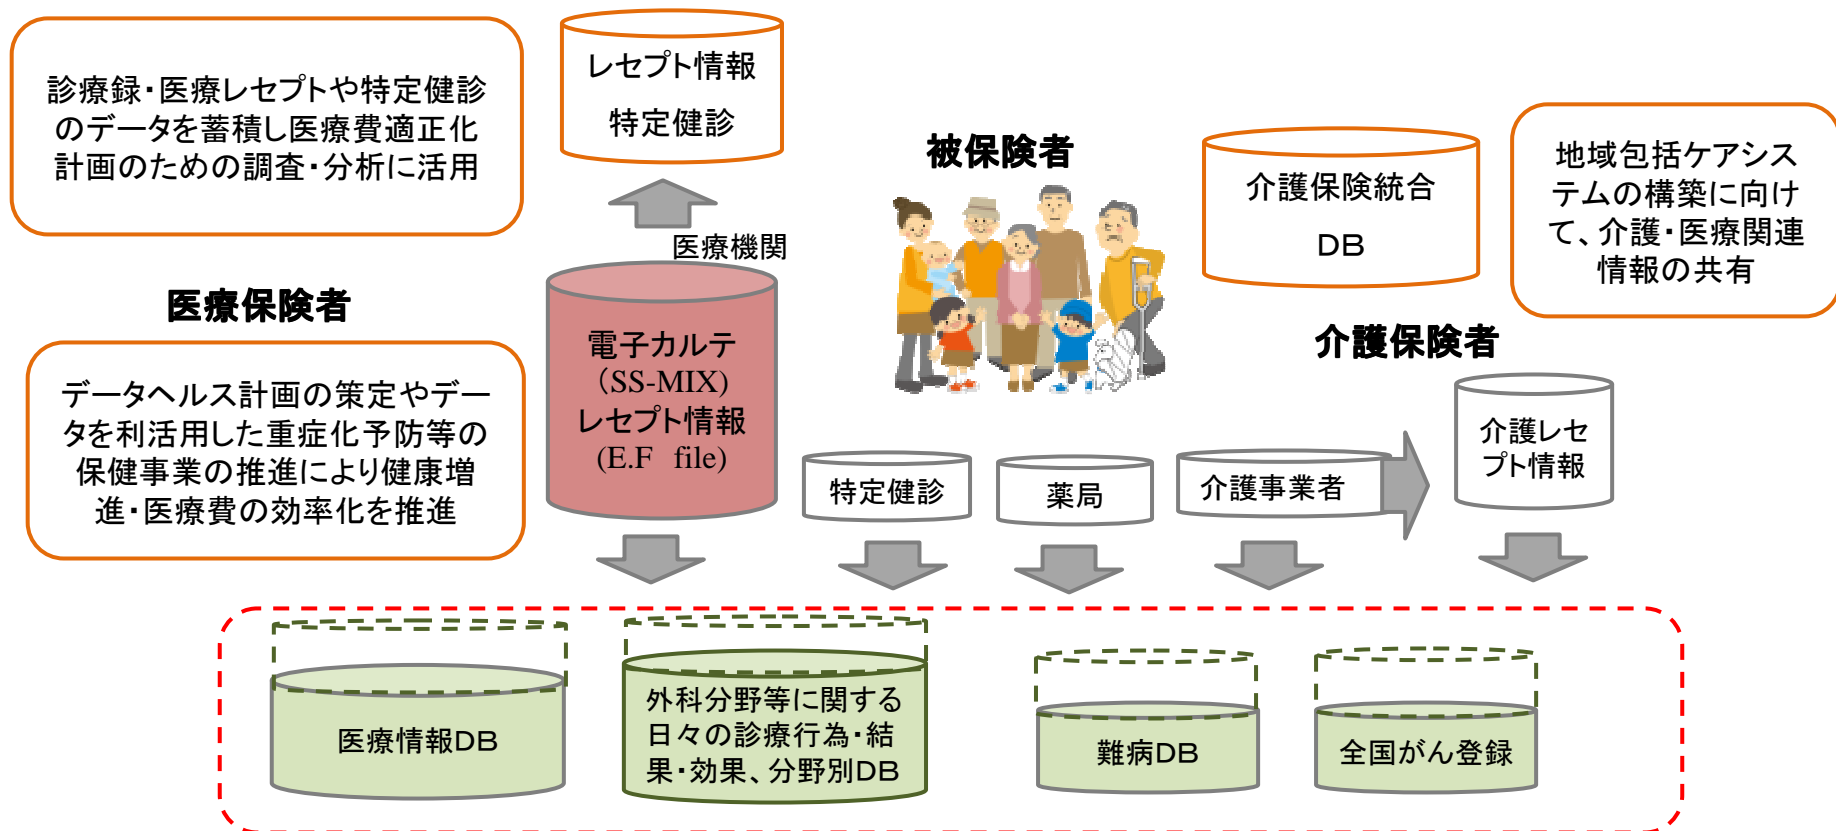 診療録・医療レセプトや特定健診
のデータを蓄積し医療費適正化
計画のための調査・分析に活用
レセプト情報
特定健診
被保険者
介護保険統合
DB
地域包括ケアシス
テムの構築に向け
て、介護・医療関連
情報の共有
医療機関
医療保険者
電子カルテ
（SS-MIX)
レセプト情報
(E.F file)
介護保険者
データヘルス計画の策定やデー
タを利活用した重症化予防等の
保健事業の推進により健康増
進・医療費の効率化を推進
特定健診
薬局
介護事業者
介護レセ
プト情報
医療情報DB
外科分野等に関する
日々の診療行為・結
果・効果、分野別DB
難病DB
全国がん登録